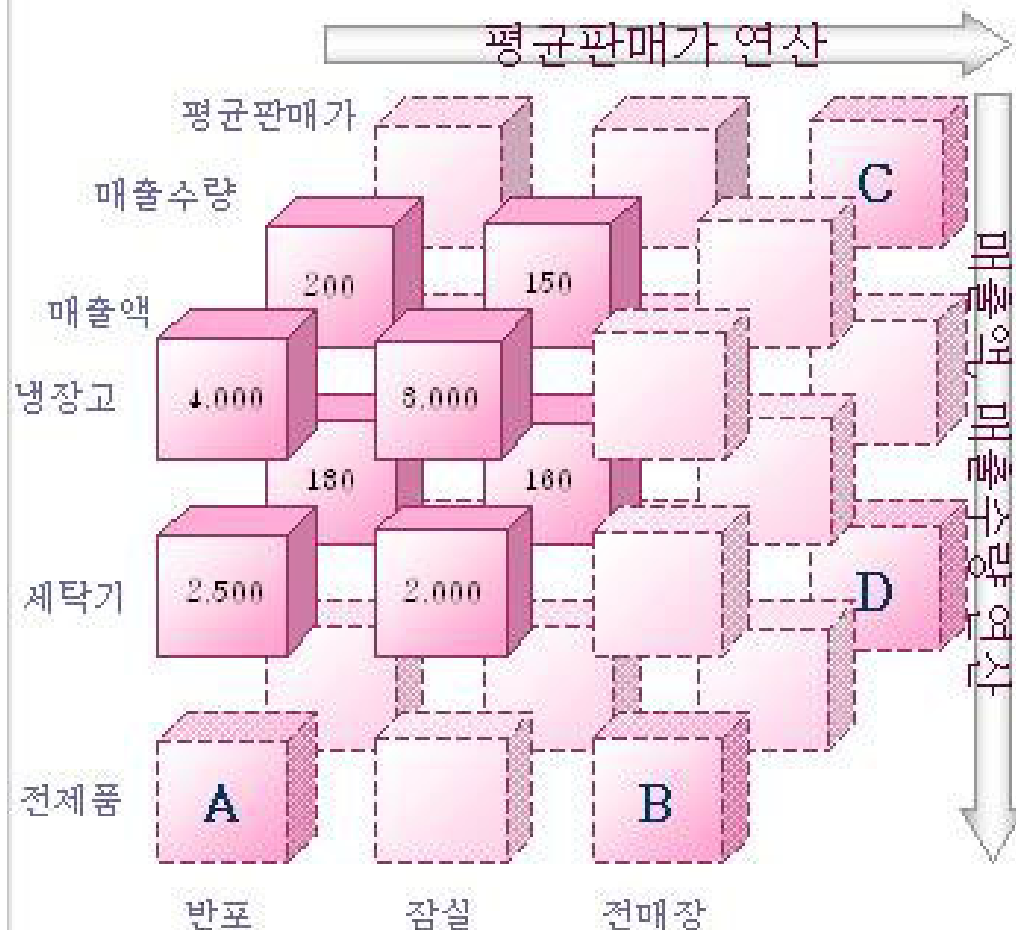 평균판매가 연산
평균판매가
매출수량
매출액
냉장고
세탁기
전제품
C
200
150
4,000
180
160
2,500
2,000
D
A
B
매출액, 매출수량 연산
반포
잠실
전매장